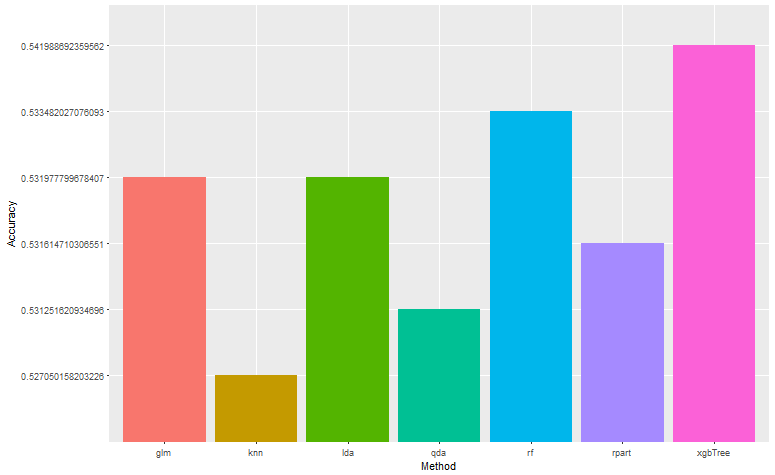 0.541988692359562
0.533482027076093
0.531977799678407
0.531614710306551
0.531251620934696
0.527050158203226
Accuracy
glm knn lda qda rf rpart xgbTree
Method